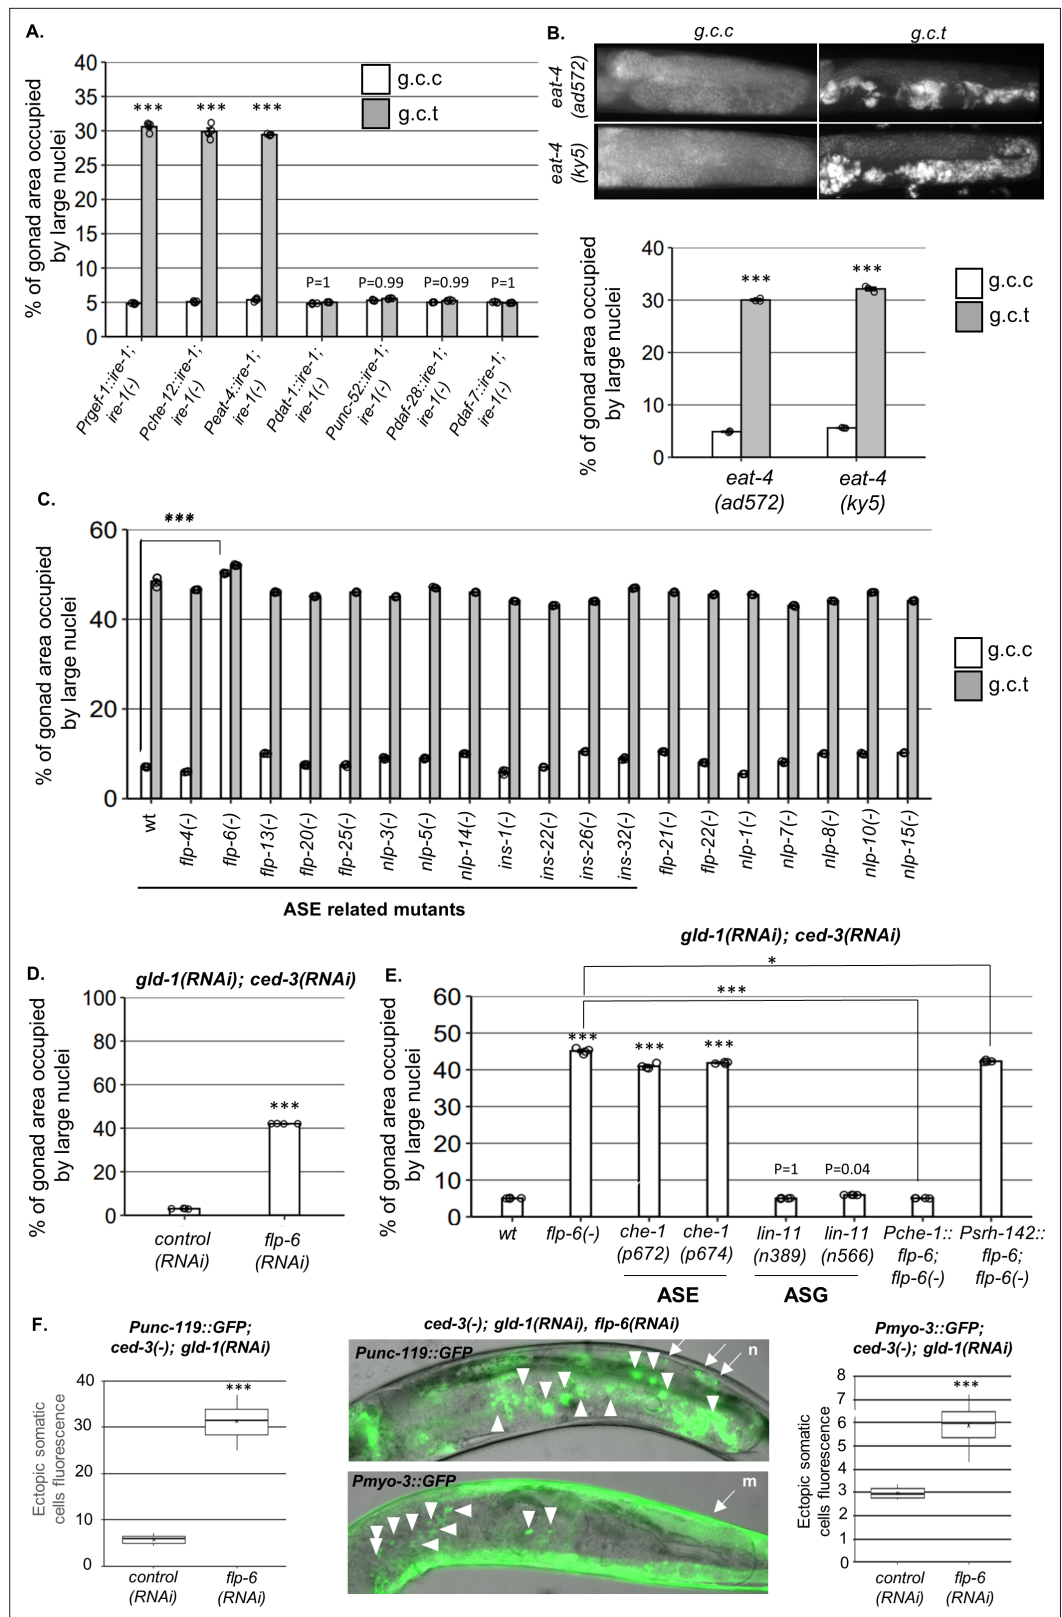 A.
% of gonad area occupied
by large nuclei
40
35
30
25
20
15
10
5
0
g.c.c
g.c.t
*** *** ***
P=1 P=0.99 P=0.99 P=1
Prgef-1::ire-1;
ire-1(-)
Pche-12::ire-1;
ire-1(-)
Peat-4::ire-1;
ire-1(-)
Pdat-1::ire-1;
ire-1(-)
Punc-52::ire-1;
ire-1(-)
Pdaf-28::ire-1;
ire-1(-)
Pdaf-7::ire-1;
ire-1(-)
B.
g.c.c g.c.t
eat-4
(ad572)
eat-4
(ky5)
% of gonad area occupied
by large nuclei
40
30
20
10
0
*** ***
g.c.c
g.c.t
eat-4
(ad572)
eat-4
(ky5)
C.
% of gonad area occupied
by large nuclei
60
40
20
0
***
g.c.c
g.c.t
wt
flp-4(-)
flp-6(-)
flp-13(-)
flp-20(-)
flp-25(-)
nlp-3(-)
nlp-5(-)
nlp-14(-)
ins-1(-)
ins-22(-)
ins-26(-)
ins-32(-)
flp-21(-)
flp-22(-)
nlp-1(-)
nlp-7(-)
nlp-8(-)
nlp-10(-)
nlp-15(-)
ASE related mutants
D.
gld-1(RNAi); ced-3(RNAi)
% of gonad area occupied
by large nuclei
100
80
60
40
20
0
***
control
(RNAi)
flp-6
(RNAi)
E.
gld-1(RNAi); ced-3(RNAi)
% of gonad area occupied
by large nuclei
60
50
40
30
20
10
0
*
***
*** *** ***
P=1 P=0.04
wt
flp-6(-)
che-1
(p672)
che-1
(p674)
lin-11
(n389)
lin-11
(n566)
Pche-1::
flp-6;
flp-6(-)
Psrh-142::
flp-6;
flp-6(-)
ASE
ASG
F.
Punc-119::GFP;
ced-3(-); gld-1(RNAi)
Ectopic somatic
cells fluorescence
40
30
20
10
0
***
control
(RNAi)
flp-6
(RNAi)
ced-3(-); gld-1(RNAi), flp-6(RNAi)
Punc-119::GFP
n
Pmyo-3::GFP
m
Pmyo-3::GFP;
ced-3(-); gld-1(RNAi)
Ectopic somatic
cells fluorescence
8
7
6
5
4
3
2
1
0
***
control
(RNAi)
flp-6
(RNAi)